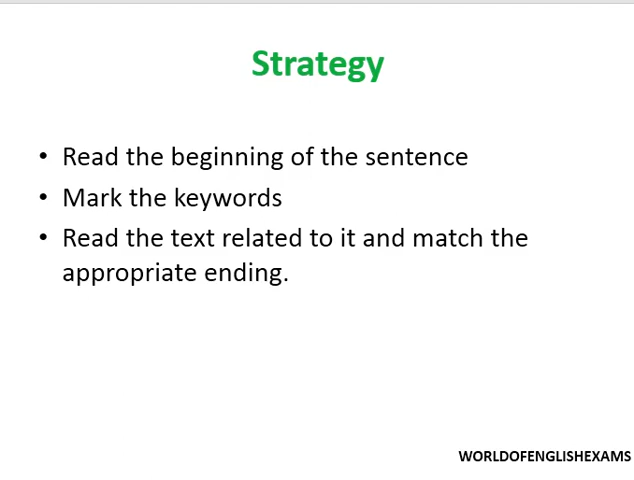 Strategy
• Read the beginning of the sentence
• Mark the keywords
• Read the text related to it and match the
appropriate ending.
WORLDOFENGLISHEXAMS